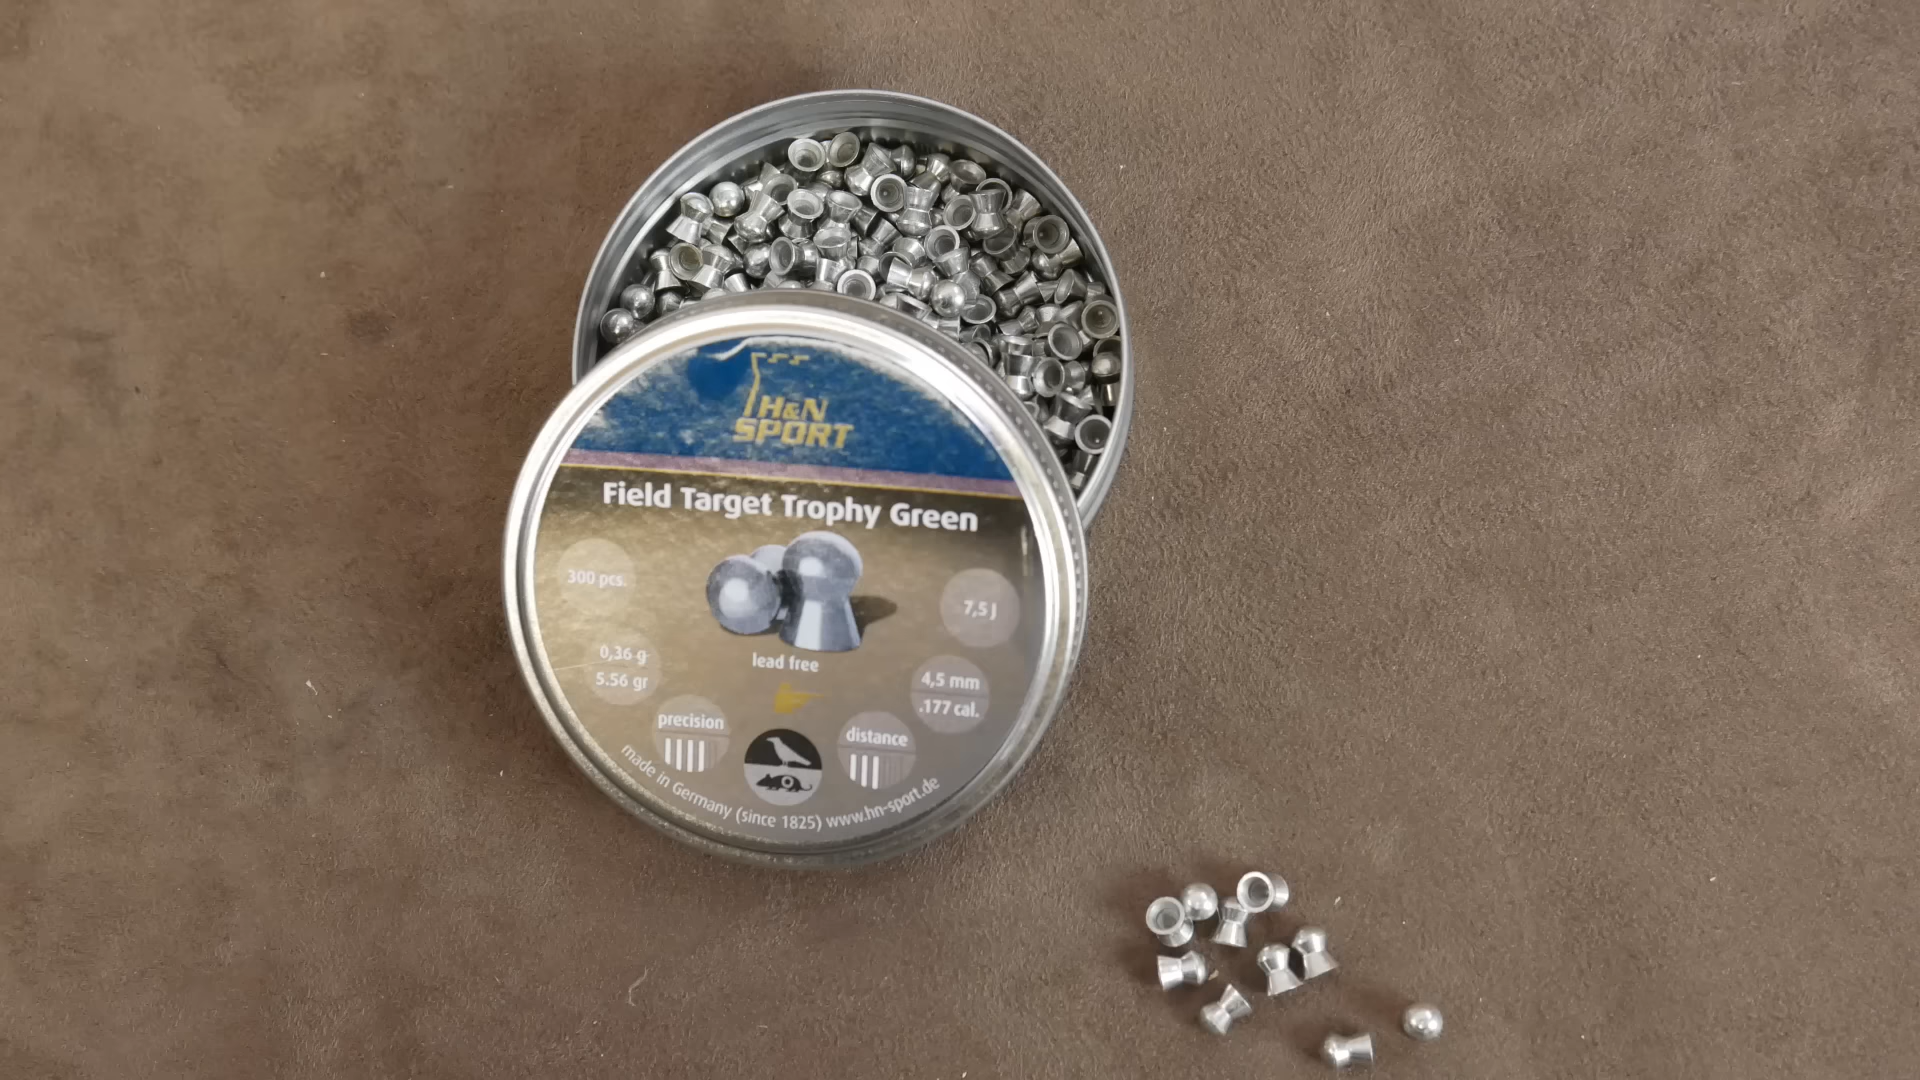 H&N
SPORT
Field Target Trophy Green
300 pcs.
7,5 J
0,36 g
5.56 gr
lead free
4,5 mm
.177 cal.
precision
distance
made in Germany (since 1825) www.hn-sport.de